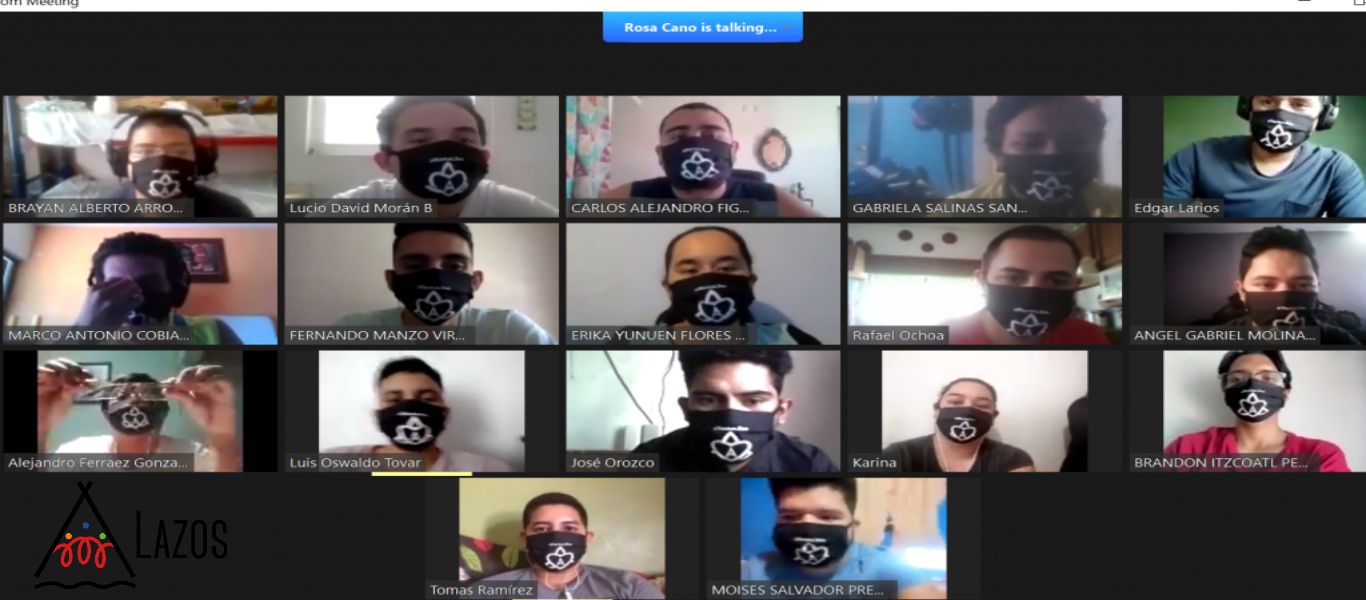 om Meeting
Rosa Cano is talking...
BRAYAN ALBERTO ARRO...
Lucio David Morán B
CARLOS ALEJANDRO FIG...
GABRIELA SALINAS SAN...
Edgar Larios
MARCO ANTONIO COBIA...
FERNANDO MANZO VIR...
ERIKA YUNUEN FLORES ...
Rafael Ochoa
ANGEL GABRIEL MOLINA...
Alejandro Ferraez Gonza...
Luis Oswaldo Tovar
José Orozco
Karina
BRANDON ITZCOATL PE...
LAZOS
Tomas Ramírez
MOISES SALVADOR PRE...